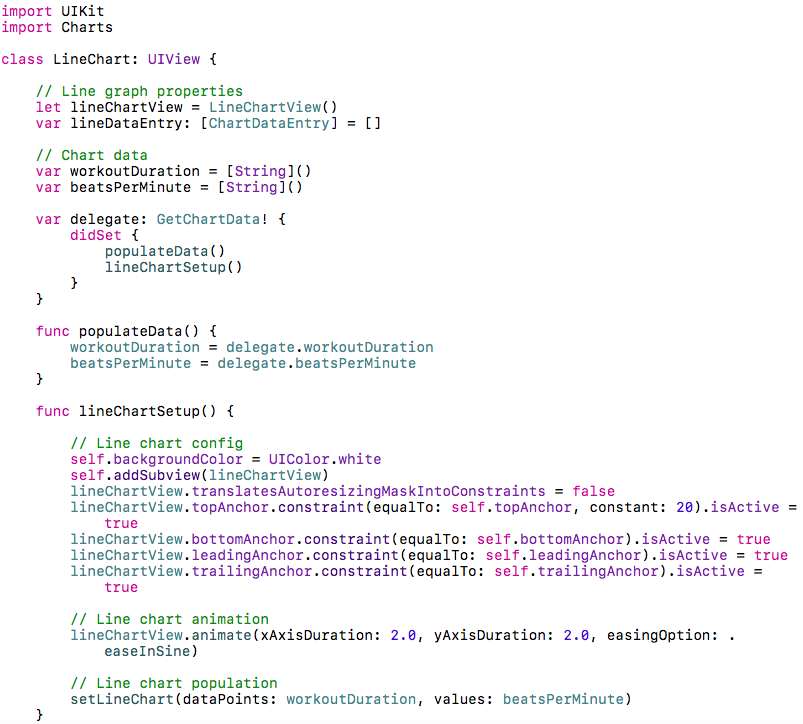 import UIKit
import Charts
class LineChart: UIView {
// Line graph properties
let lineChartView = LineChartView()
var lineDataEntry: [ChartDataEntry] = []
// Chart data
var workoutDuration = [String]()
var beatsPerMinute = [String]()
var delegate: GetChartData! {
didSet {
populateData()
lineChartSetup()
}
}
func populateData() {
workoutDuration = delegate.workoutDuration
beatsPerMinute = delegate.beatsPerMinute
}
func lineChartSetup() {
// Line chart config
self.backgroundColor = UIColor.white
self.addSubview(lineChartView)
lineChartView.translatesAutoresizingMaskIntoConstraints = false
lineChartView.topAnchor.constraint(equalTo: self.topAnchor, constant: 20).isActive =
true
lineChartView.bottomAnchor.constraint(equalTo: self.bottomAnchor).isActive = true
lineChartView.leadingAnchor.constraint(equalTo: self.leadingAnchor).isActive = true
lineChartView.trailingAnchor.constraint(equalTo: self.trailingAnchor).isActive =
true
// Line chart animation
lineChartView.animate(xAxisDuration: 2.0, yAxisDuration: 2.0, easingOption: .
easeInSine)
// Line chart population
setLineChart(dataPoints: workoutDuration, values: beatsPerMinute)
}